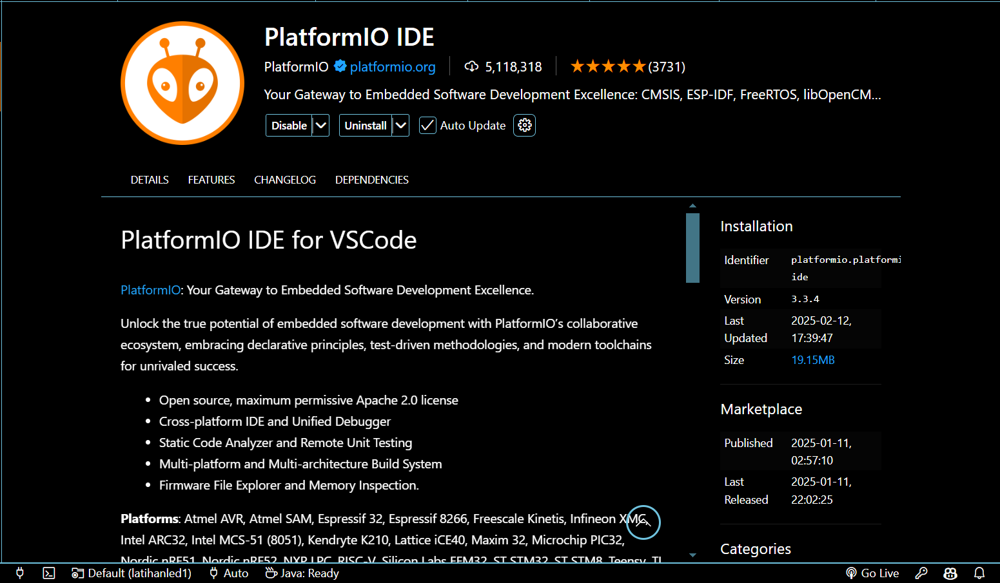 PlatformIO IDE
PlatformIO platformio.org 5,118,318 (3731)
Your Gateway to Embedded Software Development Excellence: CMSIS, ESP-IDF, FreeRTOS, libOpenCM...
Disable Uninstall Auto Update
DETAILS FEATURES CHANGELOG DEPENDENCIES
PlatformIO IDE for VSCode
PlatformIO: Your Gateway to Embedded Software Development Excellence.
Unlock the true potential of embedded software development with PlatformIO’s collaborative
ecosystem, embracing declarative principles, test-driven methodologies, and modern toolchains
for unrivaled success.
• Open source, maximum permissive Apache 2.0 license
• Cross-platform IDE and Unified Debugger
• Static Code Analyzer and Remote Unit Testing
• Multi-platform and Multi-architecture Build System
• Firmware File Explorer and Memory Inspection.
Platforms: Atmel AVR, Atmel SAM, Espressif 32, Espressif 8266, Freescale Kinetis, Infineon XMC,
Intel ARC32, Intel MCS-51 (8051), Kendryte K210, Lattice iCE40, Maxim 32, Microchip PIC32,
Nordic nRF51, Nordic nRF52, NXP LPC, RISC-V, Silicon Labs EFM32, ST STM32, ST STM8, Teensy, TI
Installation
Identifier platformio.platformi
ide
Version 3.3.4
Last 2025-02-12,
Updated 17:39:47
Size 19.15MB
Marketplace
Published 2025-01-11,
02:57:10
Last 2025-01-11,
Released 22:02:25
Categories
Default (latihanled1) Auto Java: Ready Go Live